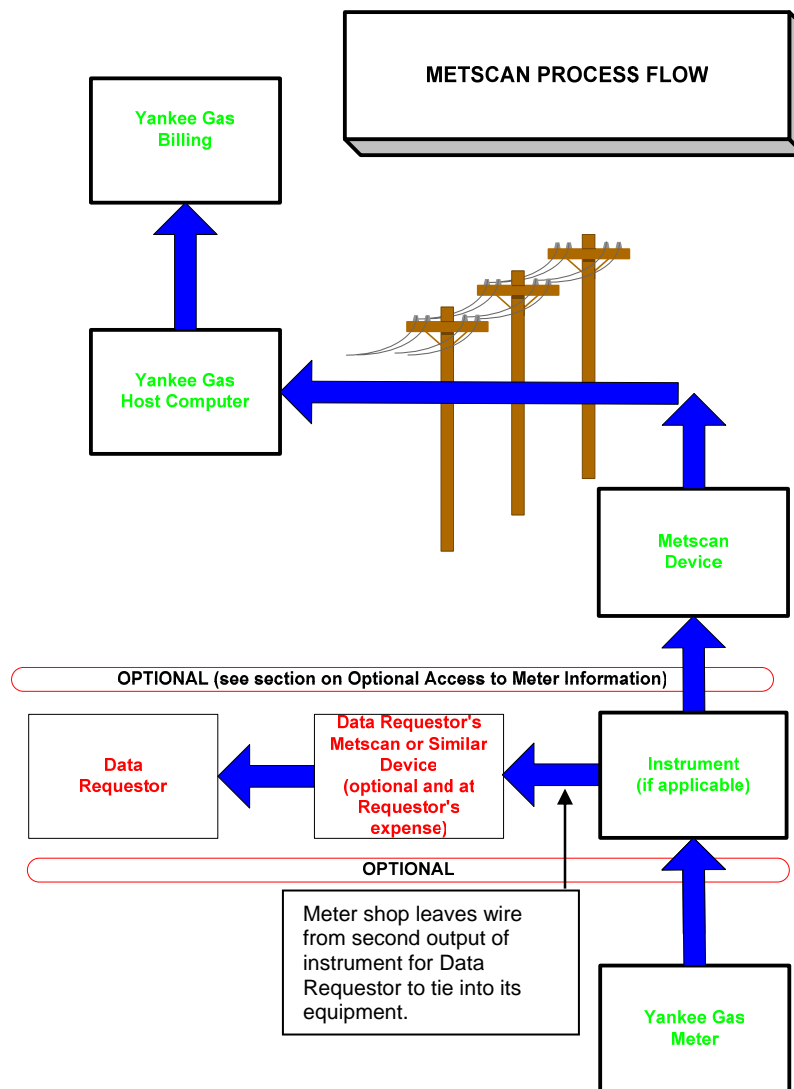 METSCAN PROCESS FLOW
Yankee Gas
Billing
Yankee Gas
Host Computer
Metscan
Device
OPTIONAL (see section on Optional Access to Meter Information)
Data
Requestor
Data Requestor's
Metscan or Similar
Device
(optional and at
Requestor's
expense)
Instrument
(if applicable)
OPTIONAL
Meter shop leaves wire
from second output of
instrument for Data
Requestor to tie into its
equipment.
Yankee Gas
Meter